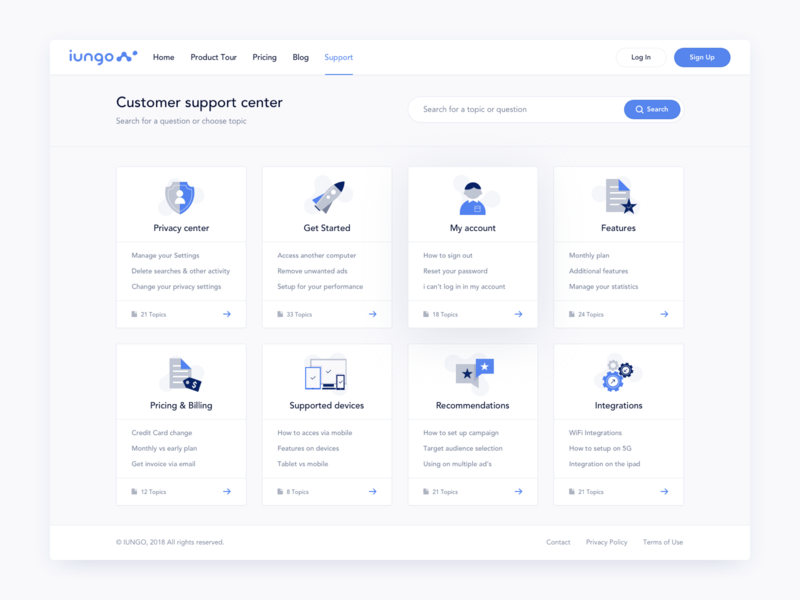 iungo
Home Product Tour Pricing Blog Support Log In Sign Up
Customer support center
Search for a question or choose topic
Search for a topic or question Search
Privacy center
Manage your Settings
Delete searches & other activity
Change your privacy settings
21 Topics
Get Started
Access another computer
Remove unwanted ads
Setup for your performance
33 Topics
My account
How to sign out
Reset your password
i can't log in in my account
18 Topics
Features
Monthly plan
Additional features
Manage your statistics
24 Topics
$
Pricing & Billing
Credit Card change
Monthly vs early plan
Get invoice via email
12 Topics
Supported devices
How to acces via mobile
Features on devices
Tablet vs mobile
8 Topics
Recommendations
How to set up campaign
Target audience selection
Using on multiple ad's
21 Topics
Integrations
WiFi Integrations
How to setup on 5G
Integration on the ipad
21 Topics
© IUNGO, 2018 All rights reserved.
Contact Privacy Policy Terms of Use